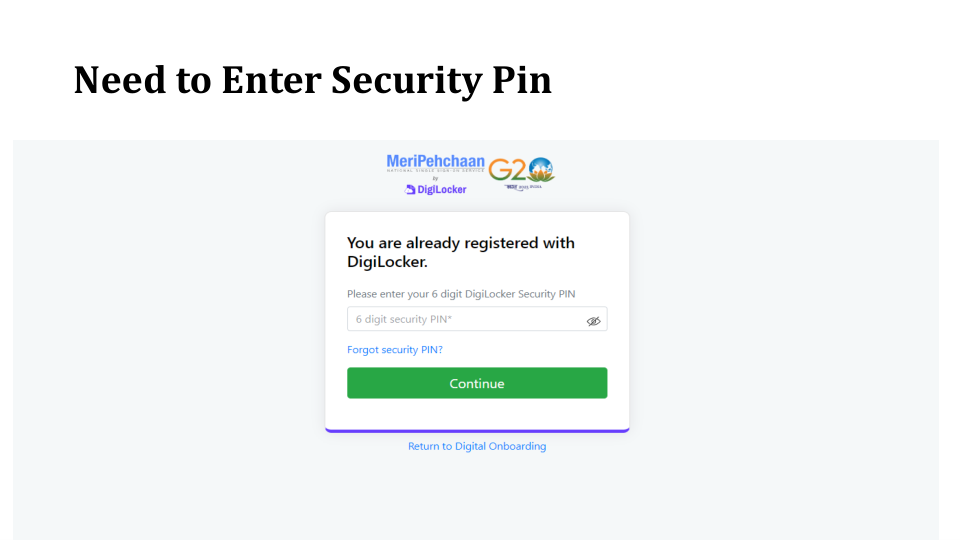 Need to Enter Security Pin
MeriPehchaan
NATIONAL SINGLE SIGN-ON SERVICE
by
DigiLocker
G20
You are already registered with
DigiLocker.
Please enter your 6 digit DigiLocker Security PIN
6 digit security PIN*
Forgot security PIN?
Continue
Return to Digital Onboarding